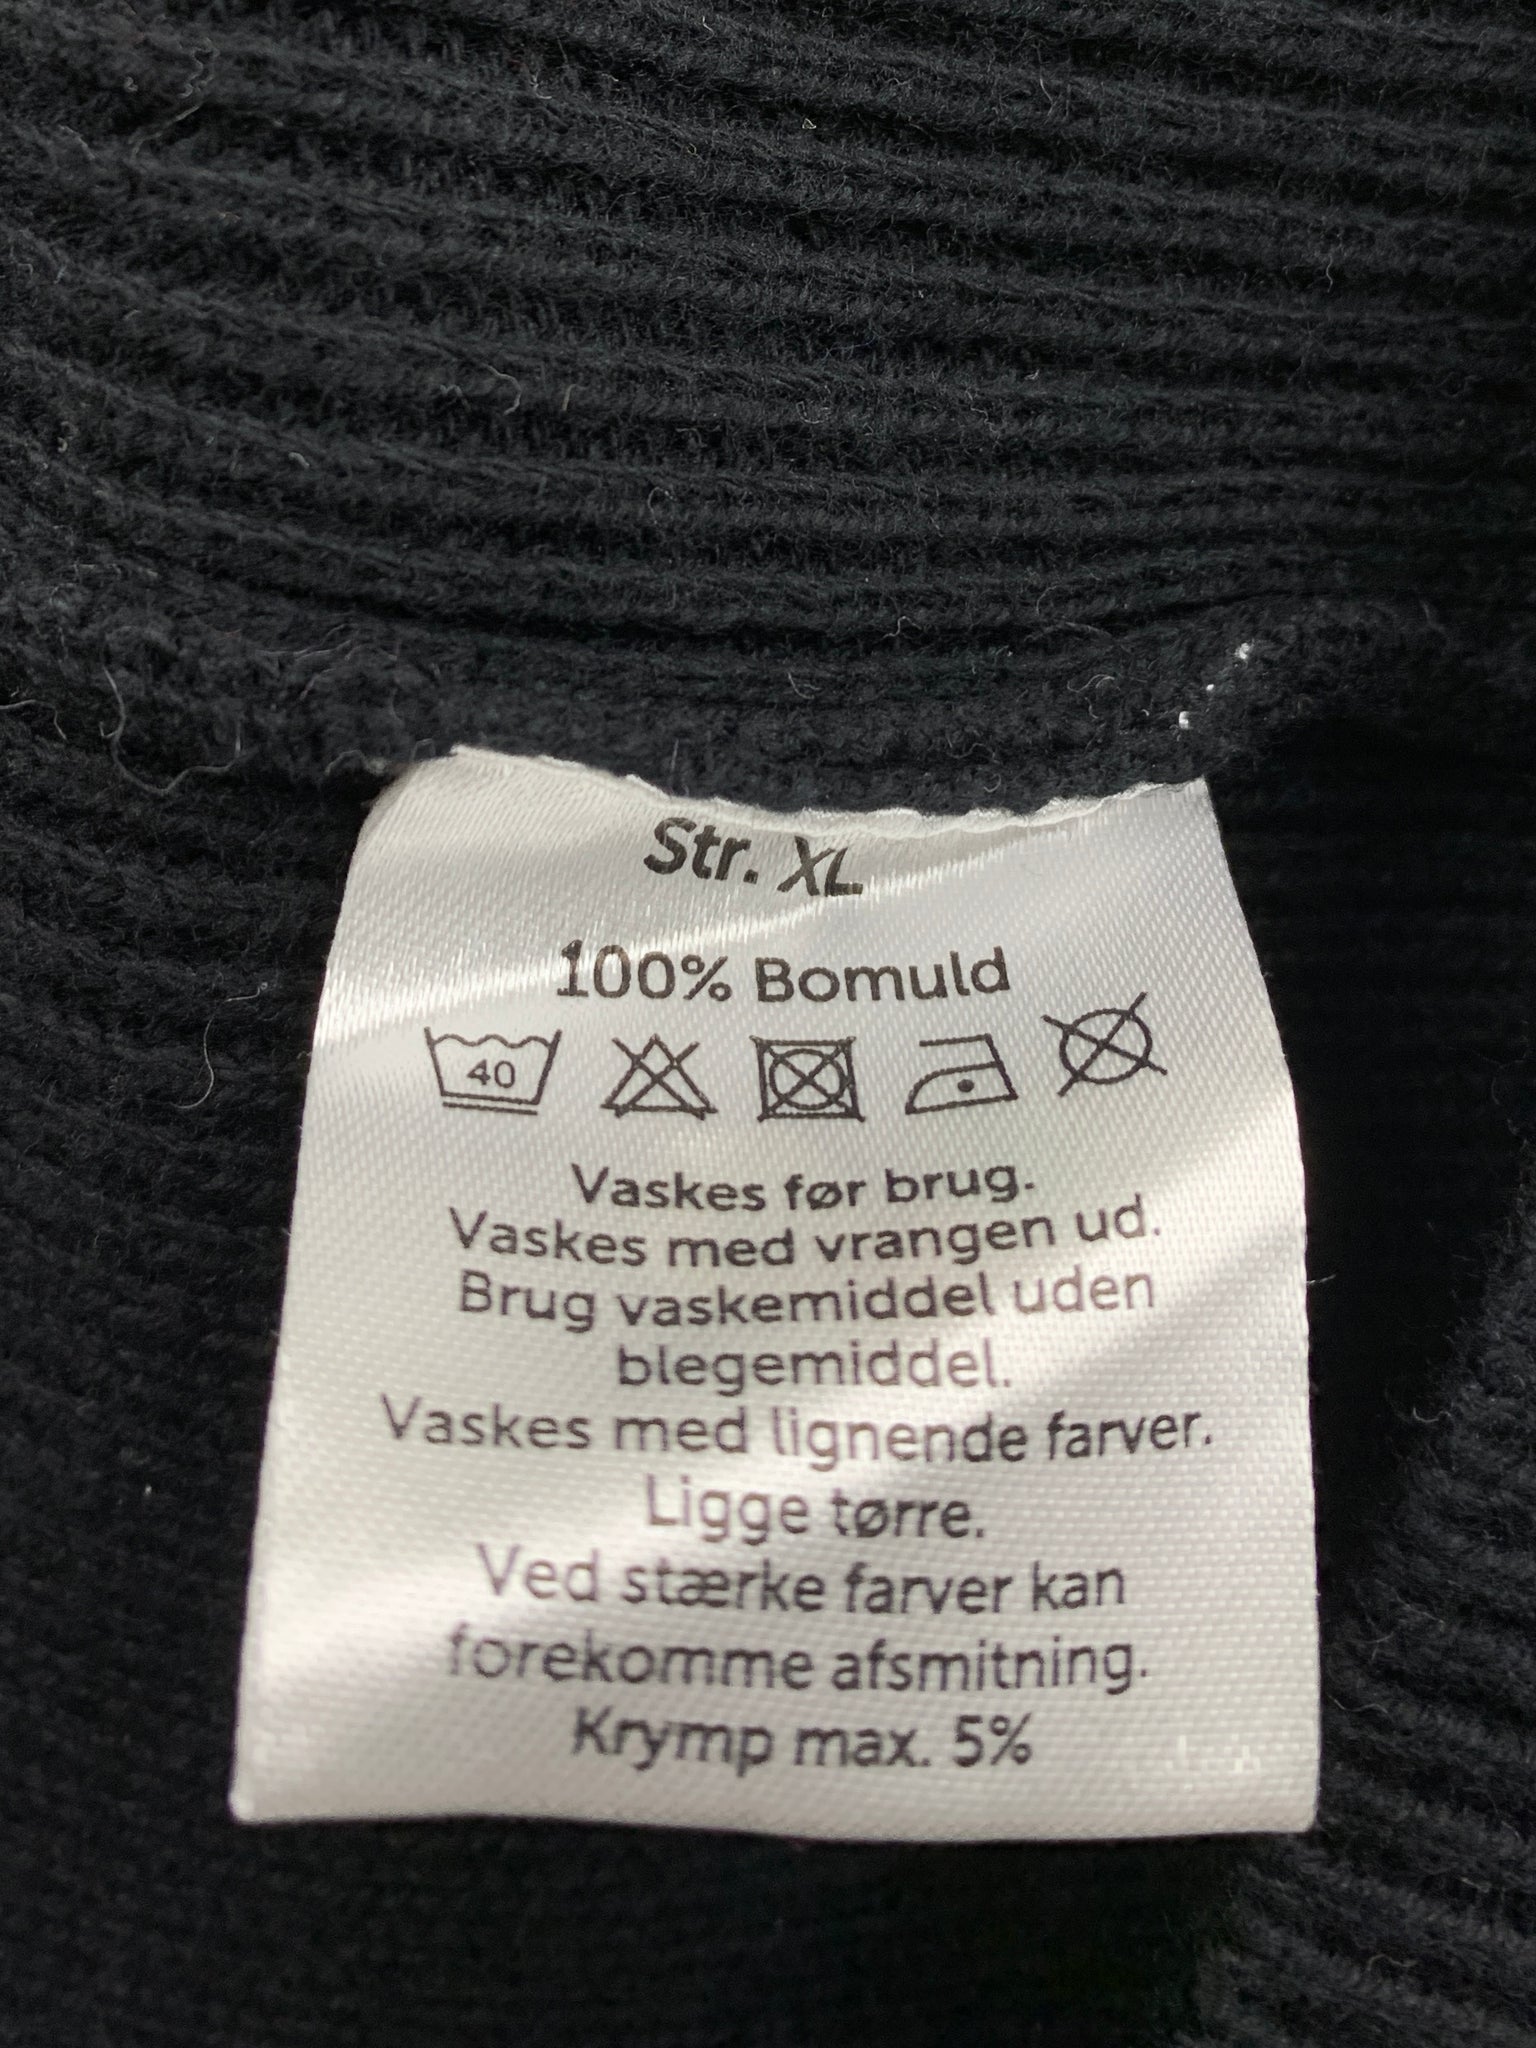 Str. XL
100% Bomuld
40
Vaskes før brug.
Vaskes med vrangen ud.
Brug vaskemiddel uden
blegemiddel.
Vaskes med lignende farver.
Ligge tørre.
Ved stærke farver kan
forekomme afsmitning.
Krymp max. 5%